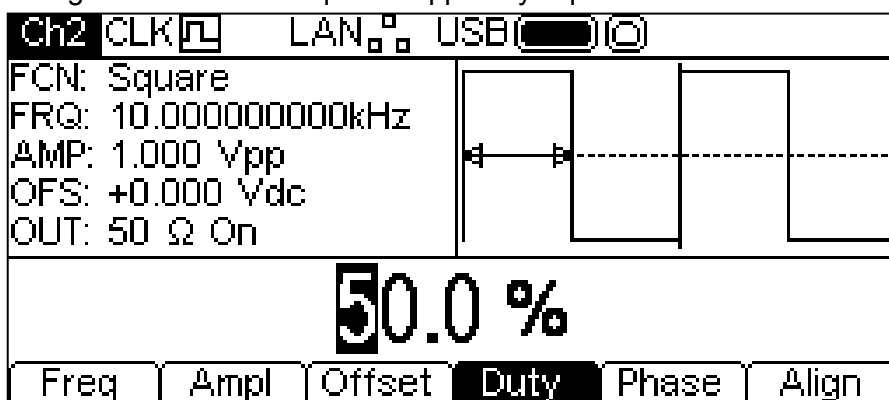 Ch2 CLK LAN USB
FCN: Square
FRQ: 10.000000000kHz
AMP: 1.000 Vpp
OFS: +0.000 Vdc
OUT: 50 Ω On
50.0 %
Freq Ampl Offset Duty Phase Align